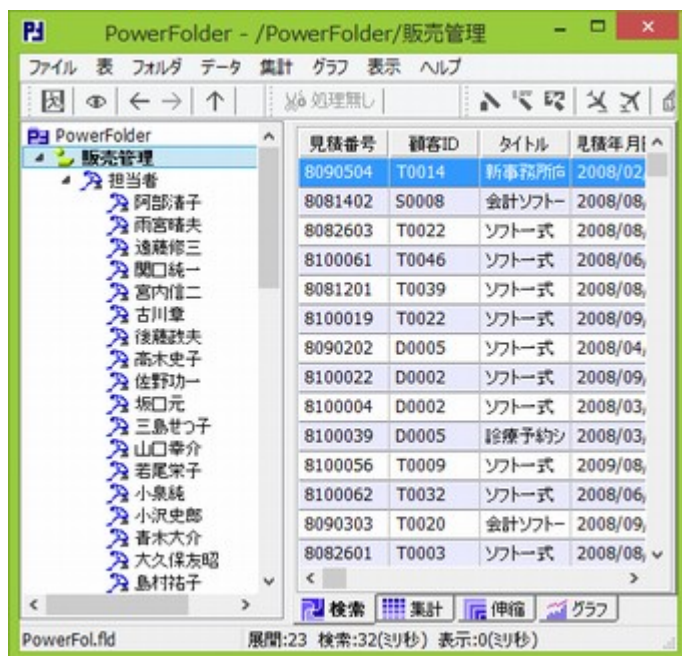 PowerFolder - /PowerFolder/販売管理
ファイル 表 フォルダ データ 集計 グラフ 表示 ヘルプ
処理無し
PowerFolder
販売管理
担当者
阿部清子
雨宮晴夫
遠藤修三
関口純一
宮内信二
古川章
後藤政夫
高木史子
佐野功一
坂口元
三島せつ子
山口幸介
若尾栄子
小泉純
小沢史郎
青木大介
大久保友昭
島村祐子
見積番号 顧客ID タイトル 見積年月日
8090504 T0014 新事務所向 2008/02/
8081402 S0008 会計ソフトー 2008/08/
8082603 T0022 ソフト一式 2008/08/
8100061 T0046 ソフト一式 2008/06/
8081201 T0039 ソフト一式 2008/08/
8100019 T0022 ソフト一式 2008/09/
8090202 D0005 ソフト一式 2008/04/
8100022 D0002 ソフト一式 2008/09/
8100004 D0002 ソフト一式 2008/03/
8100039 D0005 診療予約シ 2008/03/
8100056 T0009 ソフト一式 2009/08/
8100062 T0032 ソフト一式 2008/06/
8090303 T0020 会計ソフトー 2008/09/
8082601 T0003 ソフト一式 2008/08/
検索 集計 伸縮 グラフ
PowerFol.fld 展開:23 検索:32(ミリ秒) 表示:0(ミリ秒)